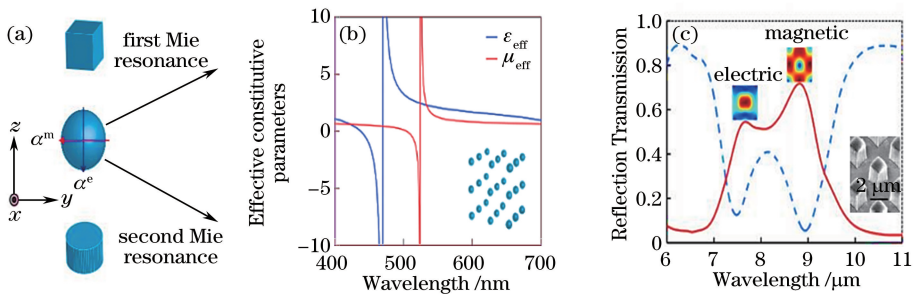 (a)
first Mie
resonance
z
αᵐ
αᵉ
x
y
second Mie
resonance
(b)
Effective constitutive
parameters
10
5
0
−5
−10
ε_eff
μ_eff
400
500
600
700
Wavelength /nm
(c)
Reflection Transmission
1.0
0.8
0.6
0.4
0.2
0
magnetic
electric
2 μm
6
7
8
9
10
11
Wavelength /μm